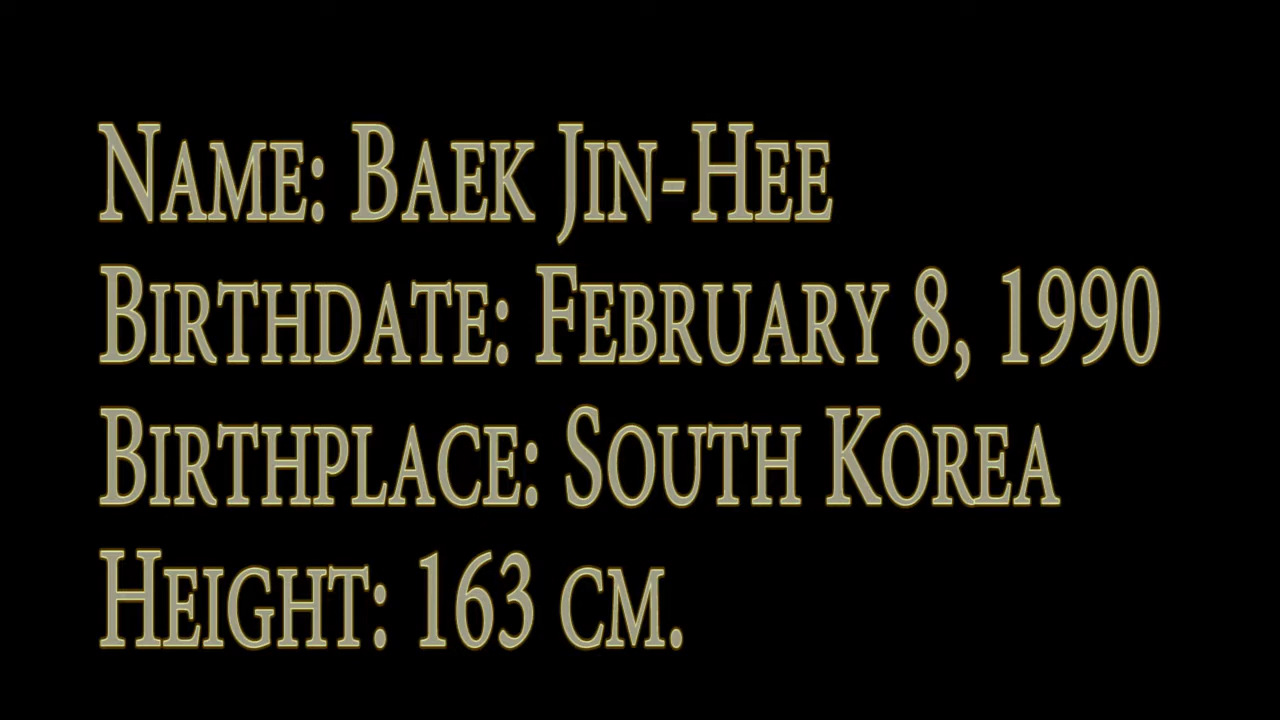 Name: Baek Jin-Hee
Birthdate: February 8, 1990
Birthplace: South Korea
Height: 163 cm.